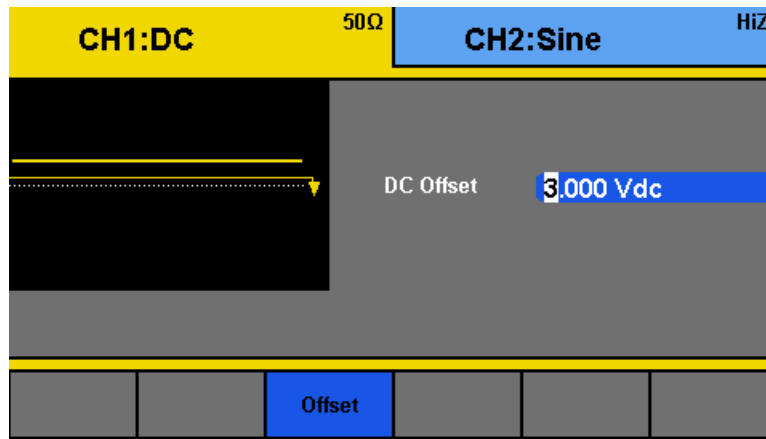 CH1:DC 50Ω CH2:Sine HiZ
DC Offset 3.000 Vdc
Offset